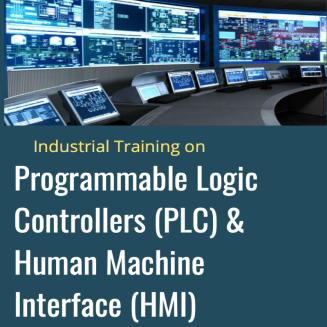 Industrial Training on
Programmable Logic
Controllers (PLC) &
Human Machine
Interface (HMI)